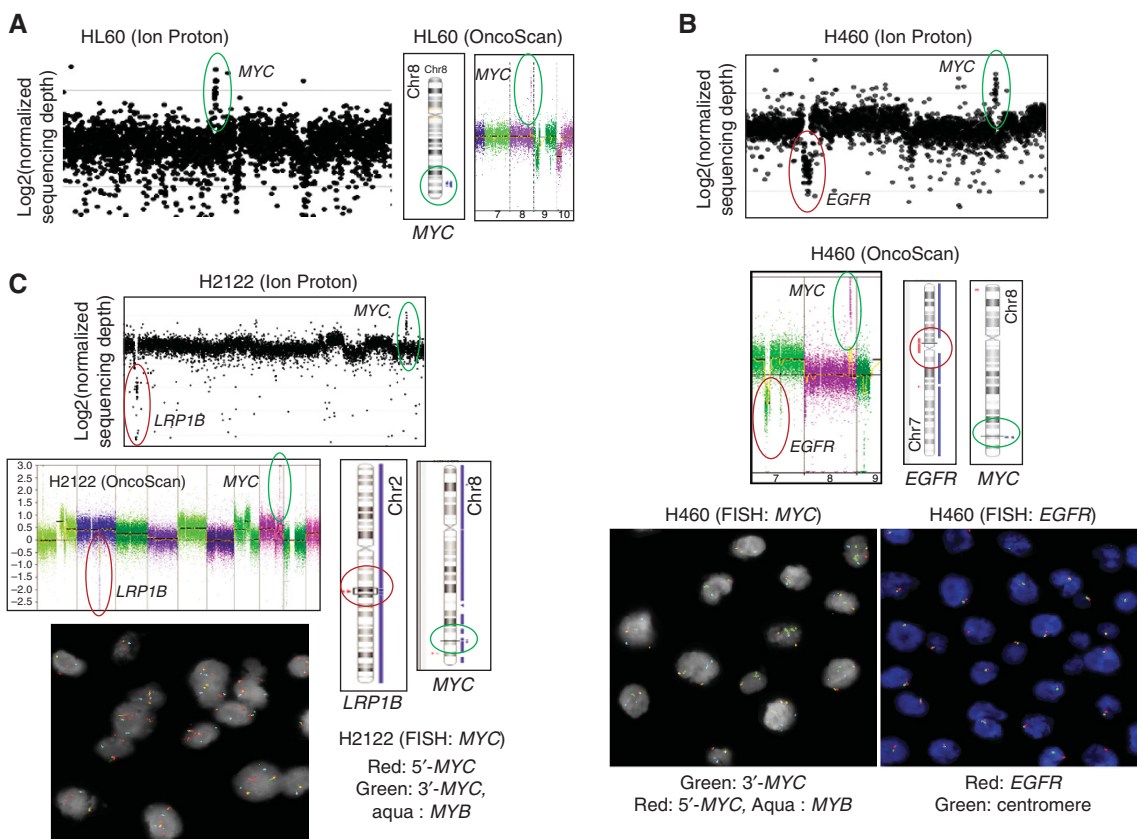 A
HL60 (Ion Proton)
Log2(normalized
sequencing depth)
MYC
HL60 (OncoScan)
Chr8
Chr8
MYC
MYC
7 8 9 10
B
H460 (Ion Proton)
Log2(normalized
sequencing depth)
MYC
EGFR
H460 (OncoScan)
MYC
EGFR
7 8 9
Chr7
EGFR
Chr8
MYC
C
H2122 (Ion Proton)
Log2(normalized
sequencing depth)
MYC
LRP1B
3.0
2.5
2.0
1.5
1.0
0.5
0
−0.5
−1.0
−1.5
−2.0
−2.5
H2122 (OncoScan)
MYC
LRP1B
Chr2
LRP1B
Chr8
MYC
H2122 (FISH: MYC)
Red: 5′-MYC
Green: 3′-MYC,
aqua : MYB
H460 (FISH: MYC)
Green: 3′-MYC
Red: 5′-MYC, Aqua : MYB
H460 (FISH: EGFR)
Red: EGFR
Green: centromere